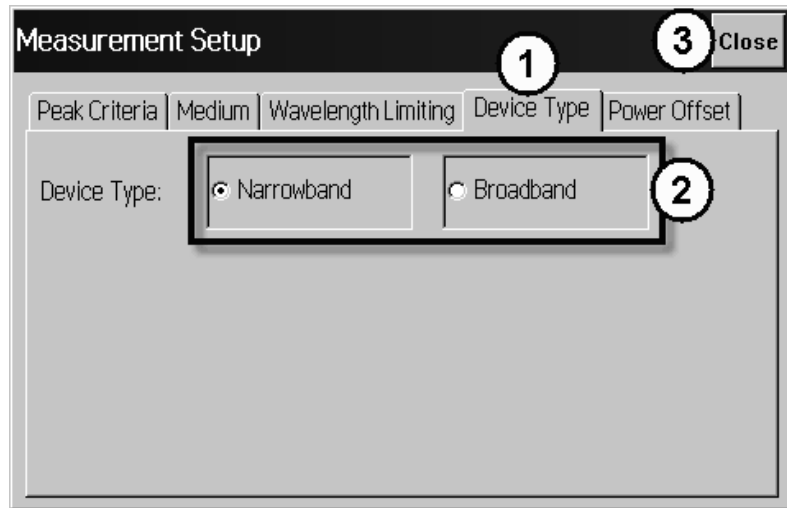 Measurement Setup
1
3
Close
Peak Criteria
Medium
Wavelength Limiting
Device Type
Power Offset
Device Type:
Narrowband
Broadband
2